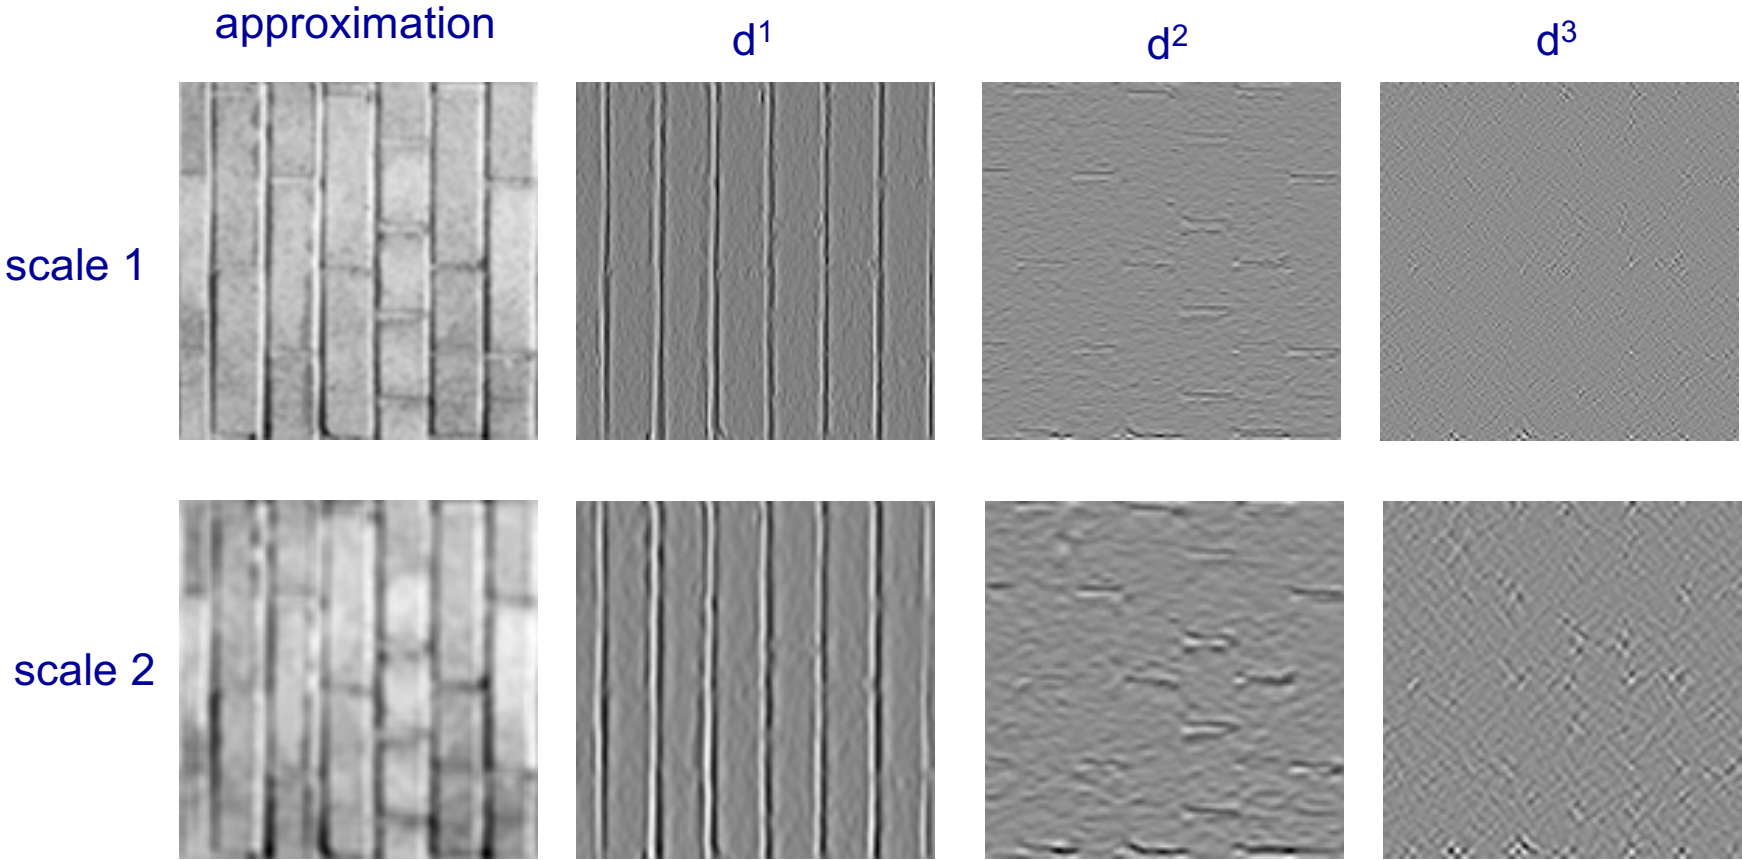 approximation
d¹
d²
d³
scale 1
scale 2